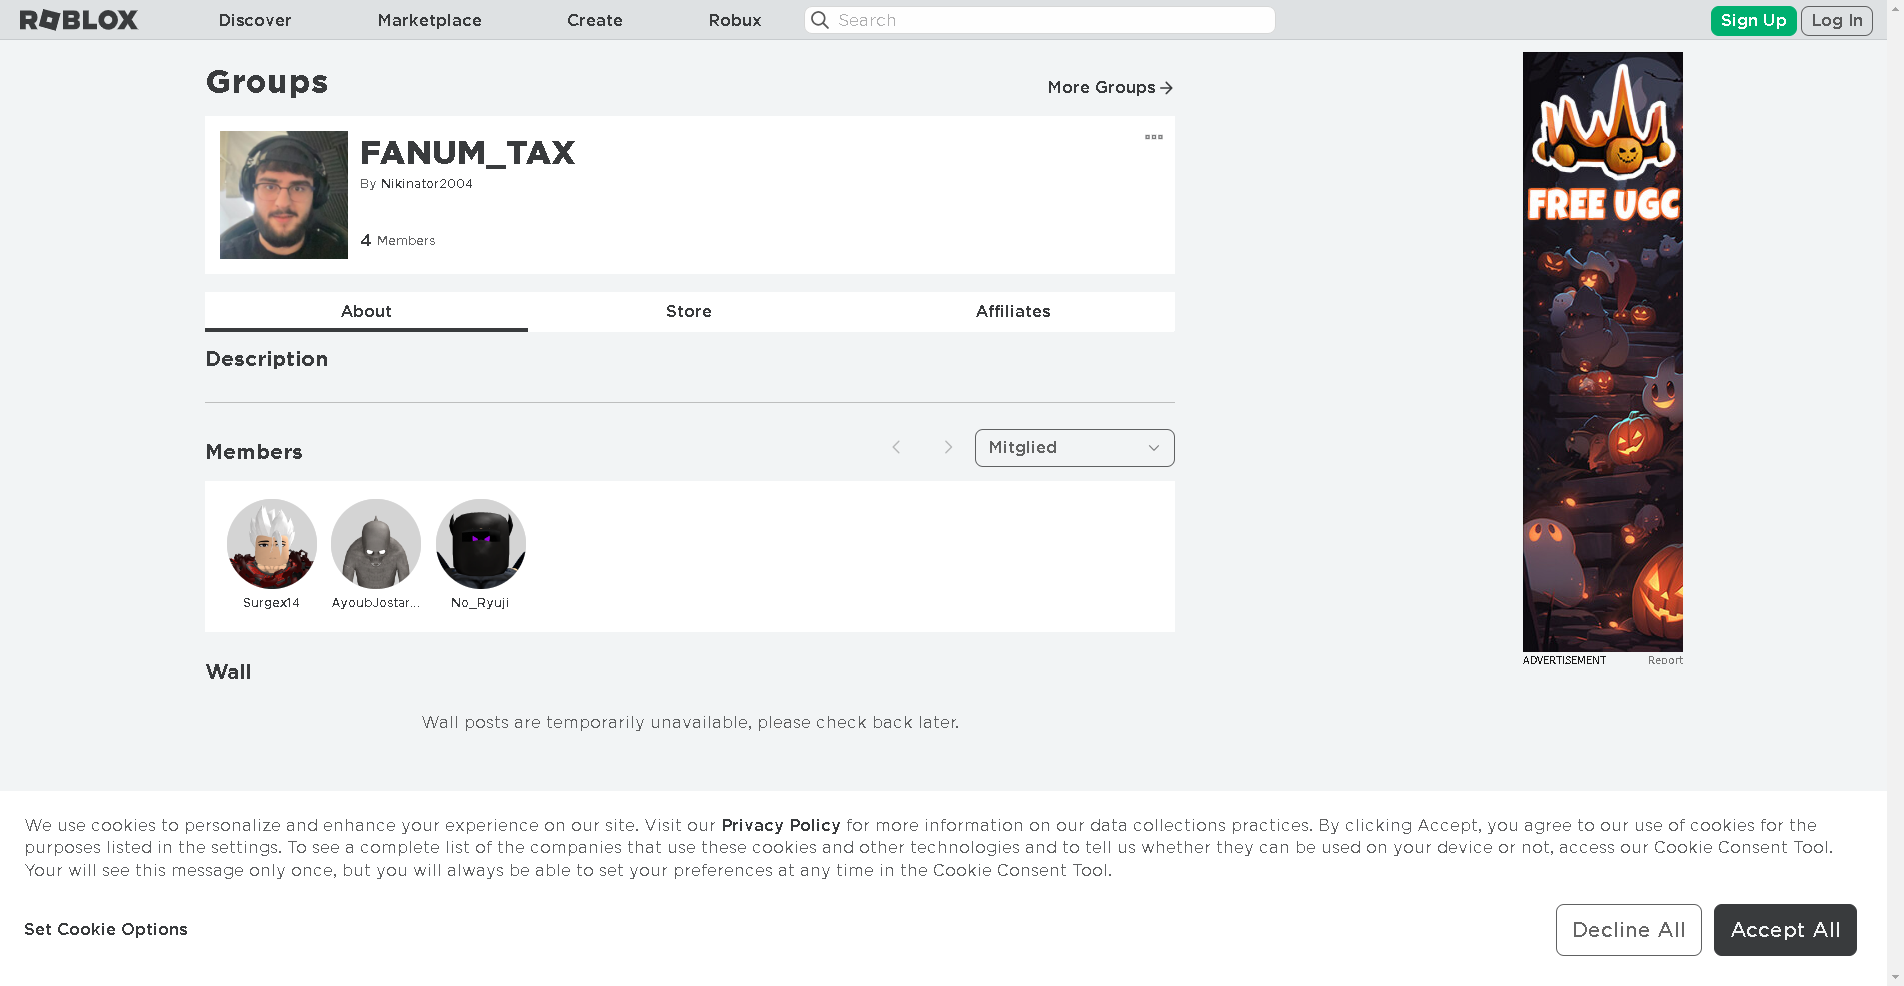 ROBLOX
Discover
Marketplace
Create
Robux
Search
Sign Up
Log In
Groups
More Groups
FANUM_TAX
By Nikinator2004
4 Members
About
Store
Affiliates
Description
Members
Mitglied
Surgex14
AyoubJostar...
No_Ryuji
Wall
Wall posts are temporarily unavailable, please check back later.
FREE UGC
ADVERTISEMENT
Report
We use cookies to personalize and enhance your experience on our site. Visit our Privacy Policy for more information on our data collections practices. By clicking Accept, you agree to our use of cookies for the
purposes listed in the settings. To see a complete list of the companies that use these cookies and other technologies and to tell us whether they can be used on your device or not, access our Cookie Consent Tool.
Your will see this message only once, but you will always be able to set your preferences at any time in the Cookie Consent Tool.
Set Cookie Options
Decline All
Accept All